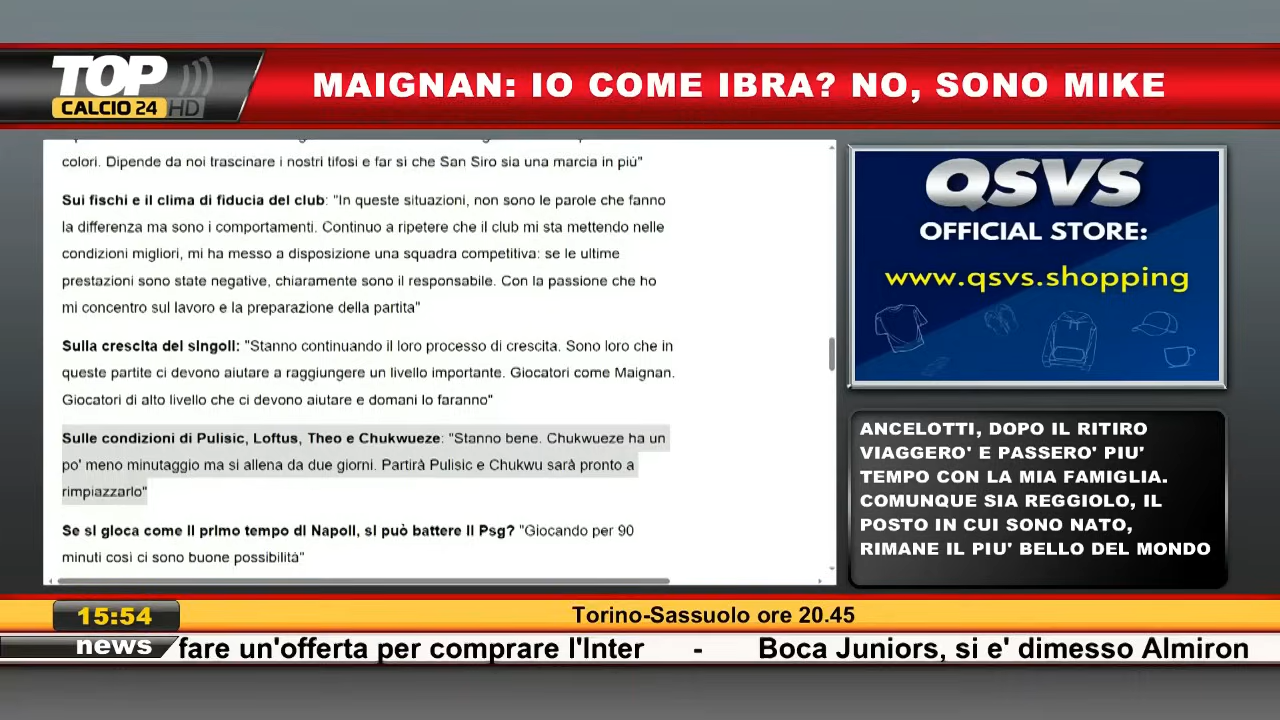 TOP
CALCIO 24 HD
MAIGNAN: IO COME IBRA? NO, SONO MIKE
colori. Dipende da noi trascinare i nostri tifosi e far sì che San Siro sia una marcia in più"
Sui fischi e il clima di fiducia del club: "In queste situazioni, non sono le parole che fanno
la differenza ma sono i comportamenti. Continuo a ripetere che il club mi sta mettendo nelle
condizioni migliori, mi ha messo a disposizione una squadra competitiva: se le ultime
prestazioni sono state negative, chiaramente sono il responsabile. Con la passione che ho
mi concentro sul lavoro e la preparazione della partita"
Sulla crescita dei singoli: "Stanno continuando il loro processo di crescita. Sono loro che in
queste partite ci devono aiutare a raggiungere un livello importante. Giocatori come Maignan.
Giocatori di alto livello che ci devono aiutare e domani lo faranno"
Sulle condizioni di Pulisic, Loftus, Theo e Chukwueze: "Stanno bene. Chukwueze ha un
po' meno minutaggio ma si allena da due giorni. Partirà Pulisic e Chukwu sarà pronto a
rimpiazzarlo"
Se si gioca come il primo tempo di Napoli, si può battere il Psg? "Giocando per 90
minuti così ci sono buone possibilità"
QSVS
OFFICIAL STORE:
www.qsvs.shopping
ANCELOTTI, DOPO IL RITIRO
VIAGGERO' E PASSERO' PIU'
TEMPO CON LA MIA FAMIGLIA.
COMUNQUE SIA REGGIOLO, IL
POSTO IN CUI SONO NATO,
RIMANE IL PIU' BELLO DEL MONDO
15:54
Torino-Sassuolo ore 20.45
news
fare un'offerta per comprare l'Inter - Boca Juniors, si e' dimesso Almiron